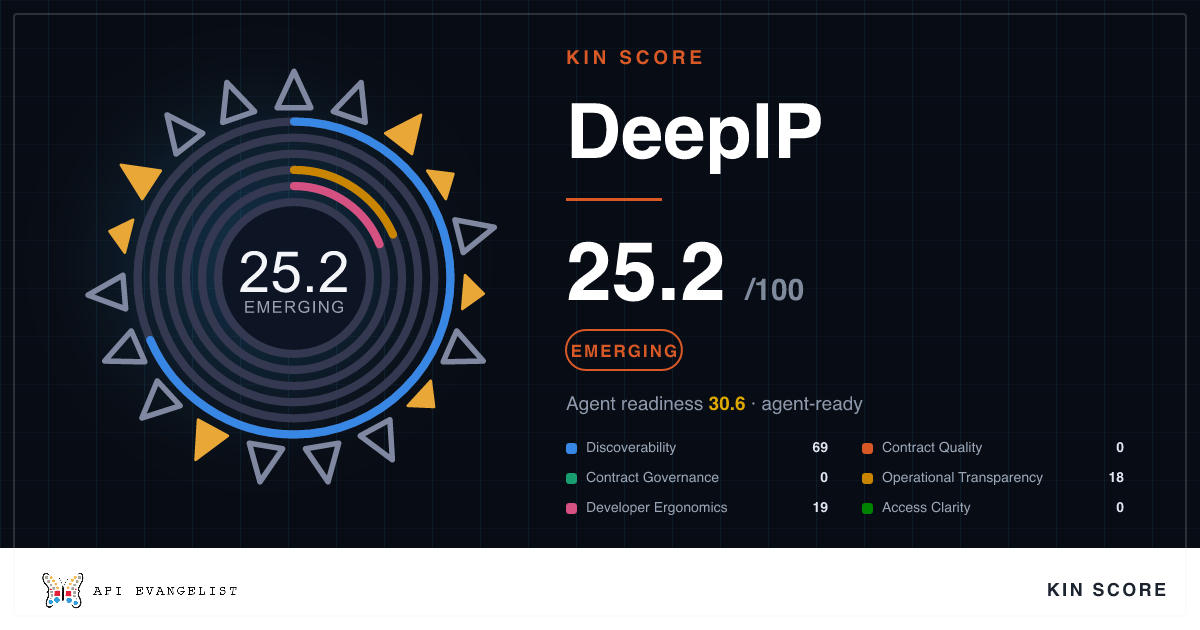 25.2
EMERGING
KIN SCORE
DeepIP
25.2 /100
EMERGING
Agent readiness 30.6 · agent-ready
Discoverability 69
Contract Quality 0
Contract Governance 0
Operational Transparency 18
Developer Ergonomics 19
Access Clarity 0
API EVANGELIST
KIN SCORE